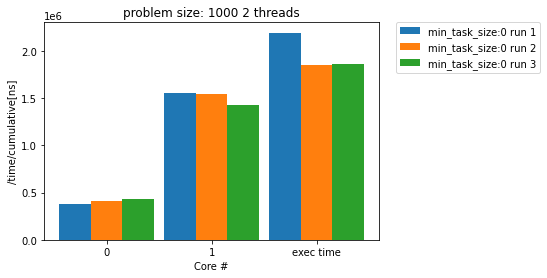 problem size: 1000 2 threads
1e6
2.0
1.5
1.0
0.5
0.0
/time/cumulative[ns]
0 1 exec time
Core #
min_task_size:0 run 1
min_task_size:0 run 2
min_task_size:0 run 3